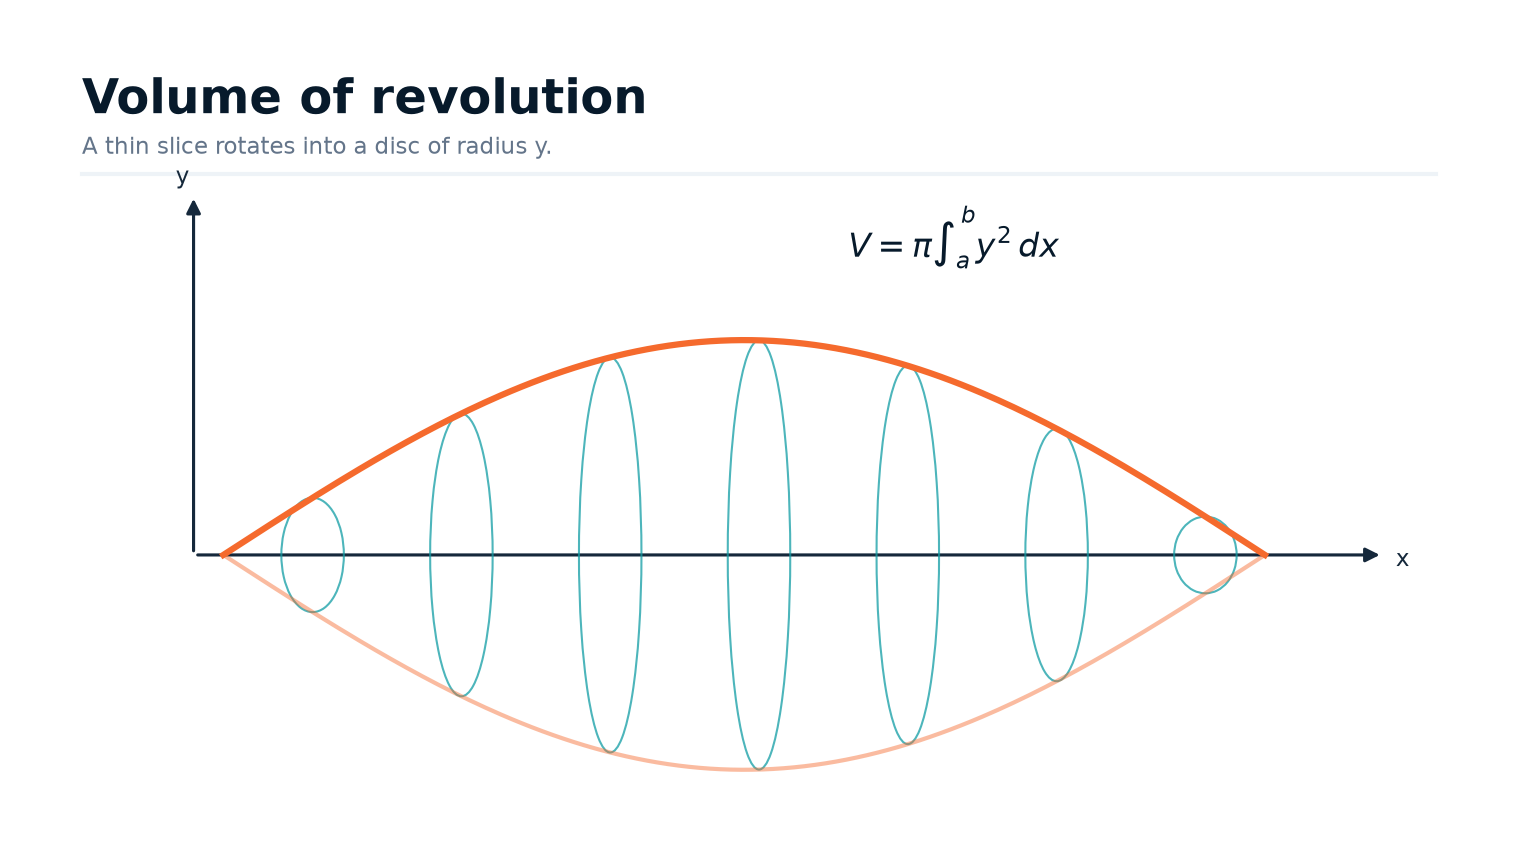 Volume of revolution
A thin slice rotates into a disc of radius y.
y
V = π∫ₐᵇ y² dx
x